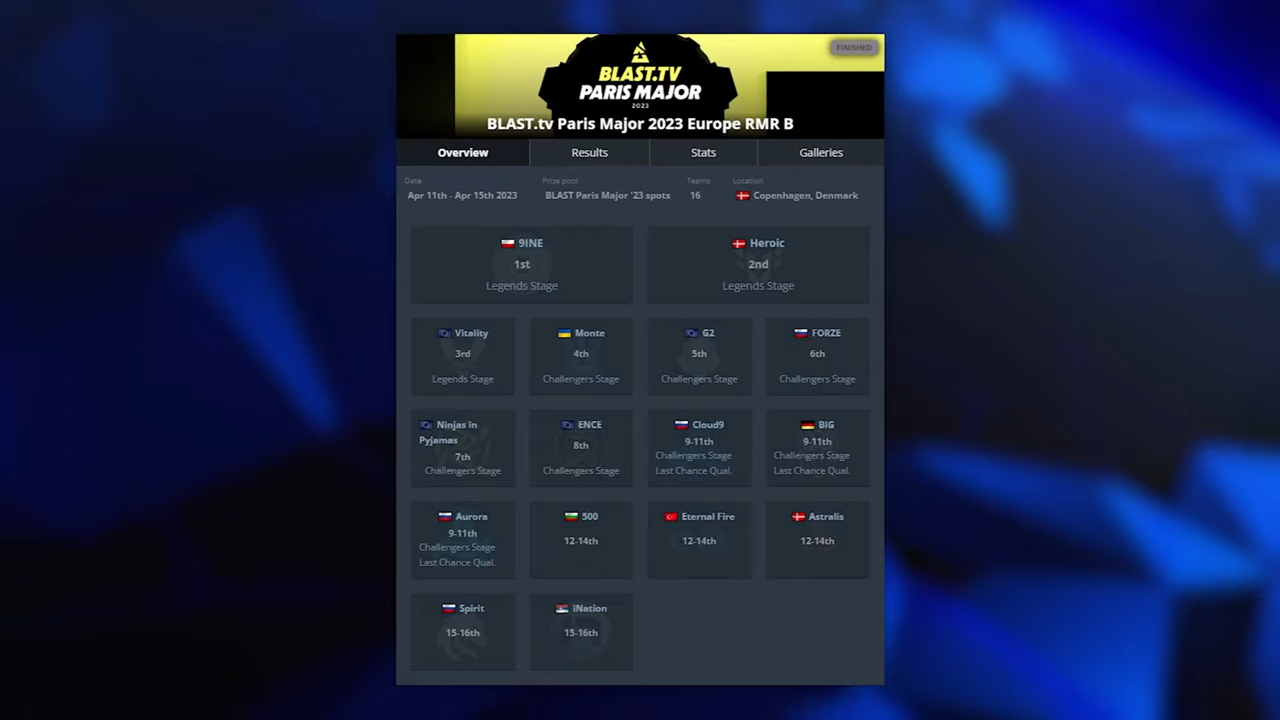 FINISHED
BLAST.TV
PARIS MAJOR
2023
BLAST.tv Paris Major 2023 Europe RMR B
Overview Results Stats Galleries
Date Prize pool Teams Location
Apr 11th - Apr 15th 2023 BLAST Paris Major '23 spots 16 Copenhagen, Denmark
9INE Heroic
1st 2nd
Legends Stage Legends Stage
Vitality Monte G2 FORZE
3rd 4th 5th 6th
Legends Stage Challengers Stage Challengers Stage Challengers Stage
Ninjas in
Pyjamas
7th
Challengers Stage
ENCE
8th
Challengers Stage
Cloud9
9-11th
Challengers Stage
Last Chance Qual.
BIG
9-11th
Challengers Stage
Last Chance Qual.
Aurora
9-11th
Challengers Stage
Last Chance Qual.
500
12-14th
Eternal Fire
12-14th
Astralis
12-14th
Spirit
15-16th
iNation
15-16th